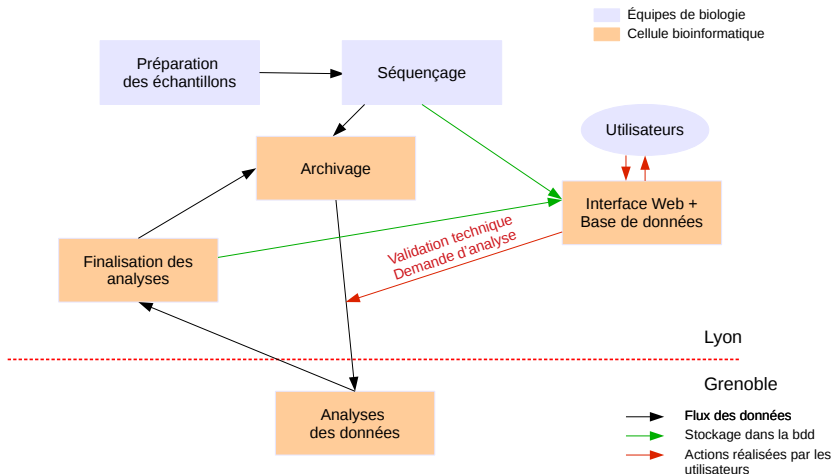 Équipes de biologie
Cellule bioinformatique
Préparation
des échantillons
Séquençage
Utilisateurs
Archivage
Interface Web +
Base de données
Validation technique
Demande d'analyse
Finalisation des
analyses
Lyon
Grenoble
Analyses
des données
Flux des données
Stockage dans la bdd
Actions réalisées par les
utilisateurs